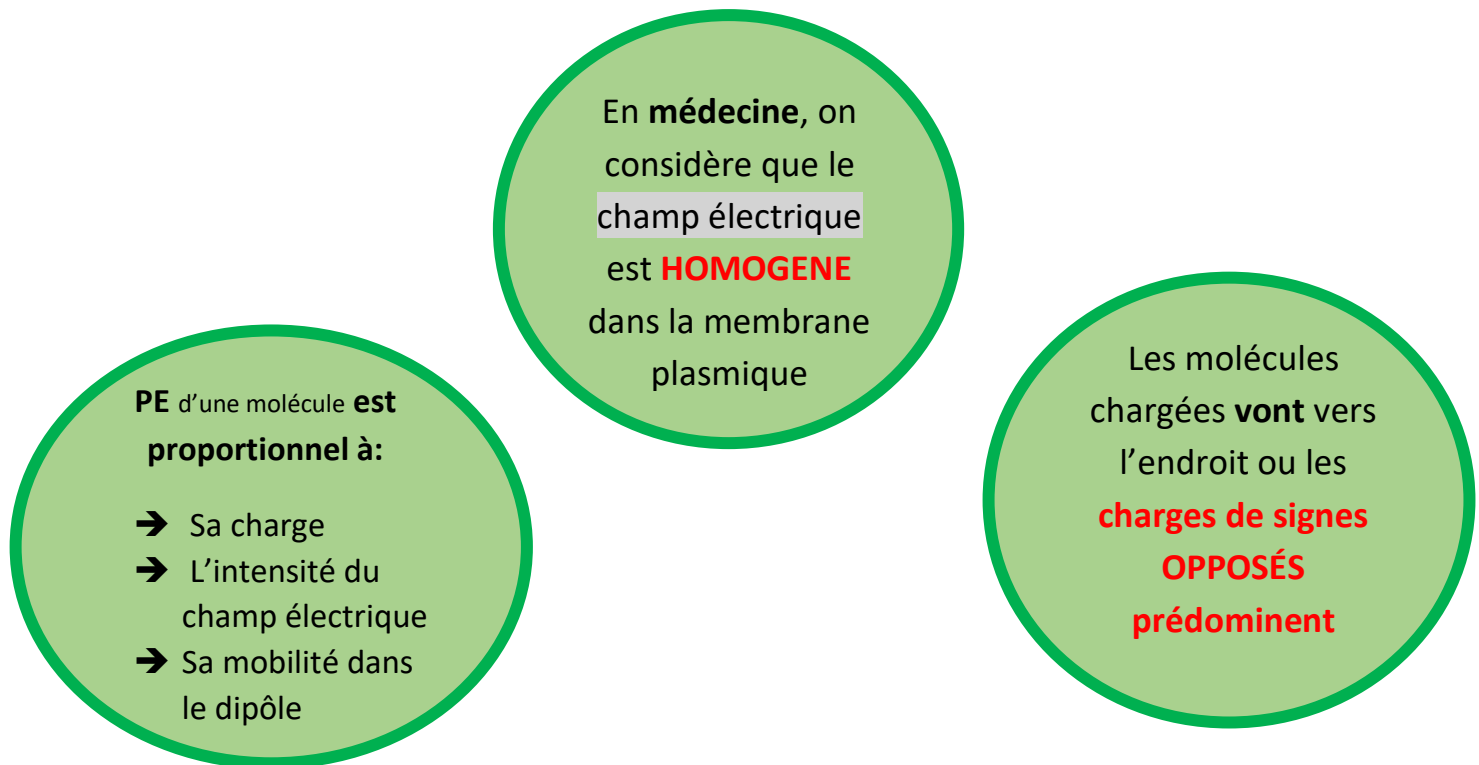 PE d’une molécule est
proportionnel à:
➔ Sa charge
➔ L’intensité du
champ électrique
➔ Sa mobilité dans
le dipôle
En médecine, on
considère que le
champ électrique
est HOMOGENE
dans la membrane
plasmique
Les molécules
chargées vont vers
l’endroit ou les
charges de signes
OPPOSÉS
prédominent